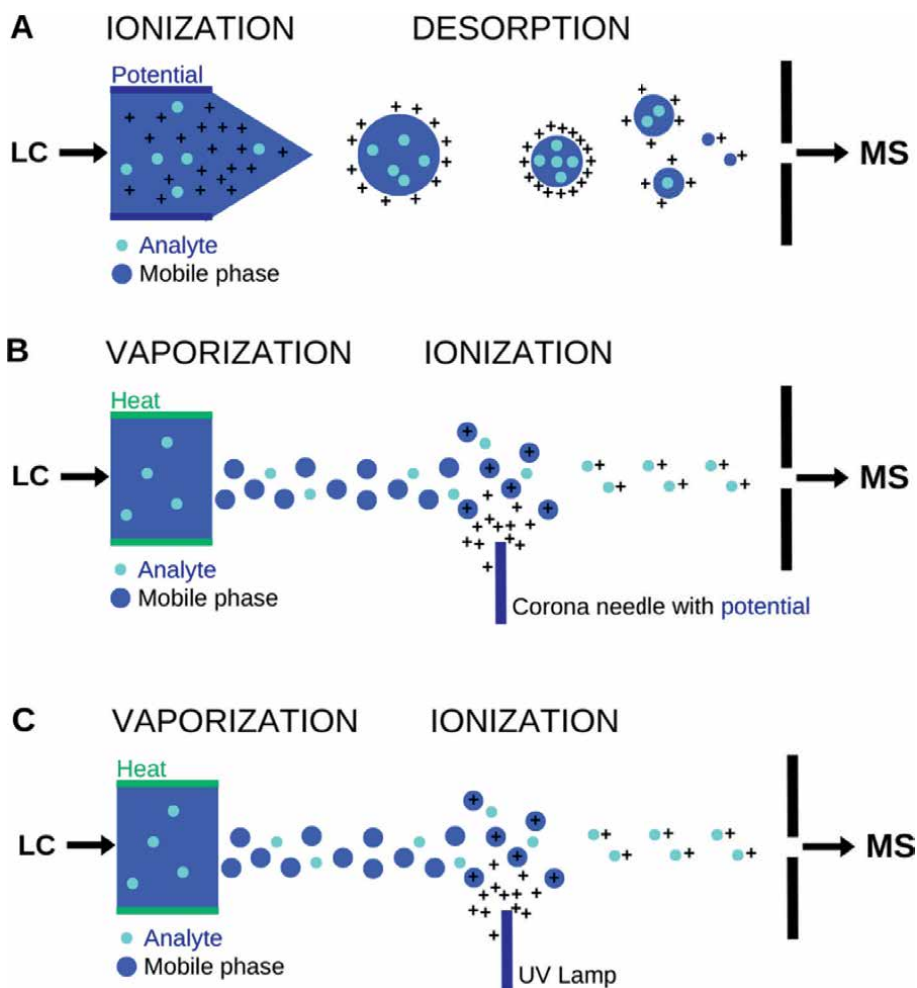 A IONIZATION DESORPTION
Potential
LC MS
Analyte
Mobile phase
B VAPORIZATION IONIZATION
Heat
LC MS
Analyte
Mobile phase
Corona needle with potential
C VAPORIZATION IONIZATION
Heat
LC MS
Analyte
Mobile phase
UV Lamp